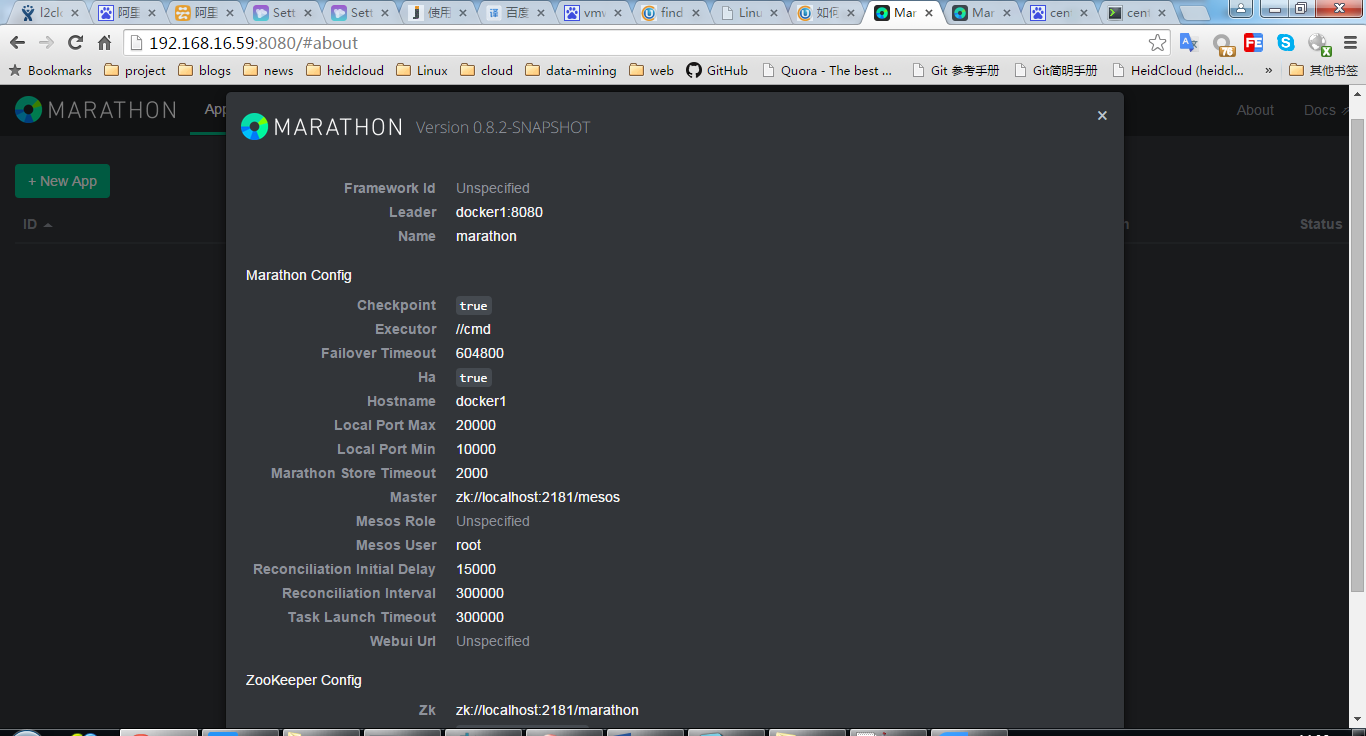 l2clo 阿里 阿里 Sett Sett 使用 百度 vmw find Linu 如何 Mar Mar cent cent
192.168.16.59:8080/#about
Bookmarks project blogs news heidcloud Linux cloud data-mining web GitHub Quora - The best ... Git 参考手册 Git简明手册 HeidCloud (heidcl... » 其他书签
MARATHON App About Docs
MARATHON Version 0.8.2-SNAPSHOT ×
+ New App
ID Status
Framework Id Unspecified
Leader docker1:8080
Name marathon
Marathon Config
Checkpoint true
Executor //cmd
Failover Timeout 604800
Ha true
Hostname docker1
Local Port Max 20000
Local Port Min 10000
Marathon Store Timeout 2000
Master zk://localhost:2181/mesos
Mesos Role Unspecified
Mesos User root
Reconciliation Initial Delay 15000
Reconciliation Interval 300000
Task Launch Timeout 300000
Webui Url Unspecified
ZooKeeper Config
Zk zk://localhost:2181/marathon